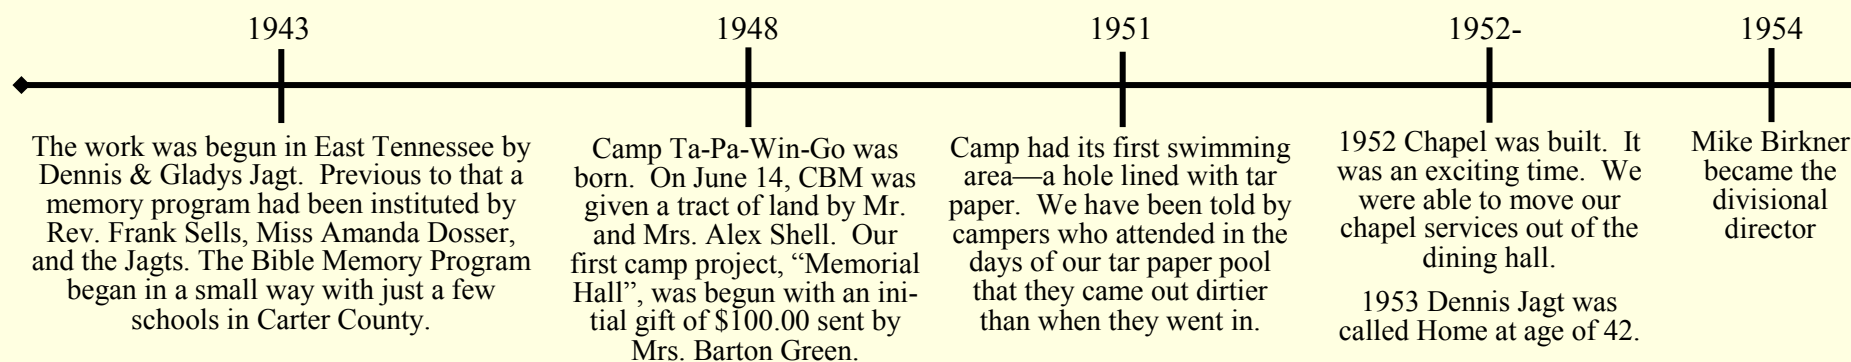 1943
The work was begun in East Tennessee by
Dennis & Gladys Jagt.  Previous to that a
memory program had been instituted by
Rev. Frank Sells, Miss Amanda Dosser,
and the Jagts. The Bible Memory Program
began in a small way with just a few
schools in Carter County.
1948
Camp Ta-Pa-Win-Go was
born.  On June 14, CBM was
given a tract of land by Mr.
and Mrs. Alex Shell.  Our
first camp project, “Memorial
Hall”, was begun with an ini-
tial gift of $100.00 sent by
Mrs. Barton Green.
1951
Camp had its first swimming
area—a hole lined with tar
paper.  We have been told by
campers who attended in the
days of our tar paper pool
that they came out dirtier
than when they went in.
1952-
1952 Chapel was built.  It
was an exciting time.  We
were able to move our
chapel services out of the
dining hall.
1953 Dennis Jagt was
called Home at age of 42.
1954
Mike Birkner
became the
divisional
director